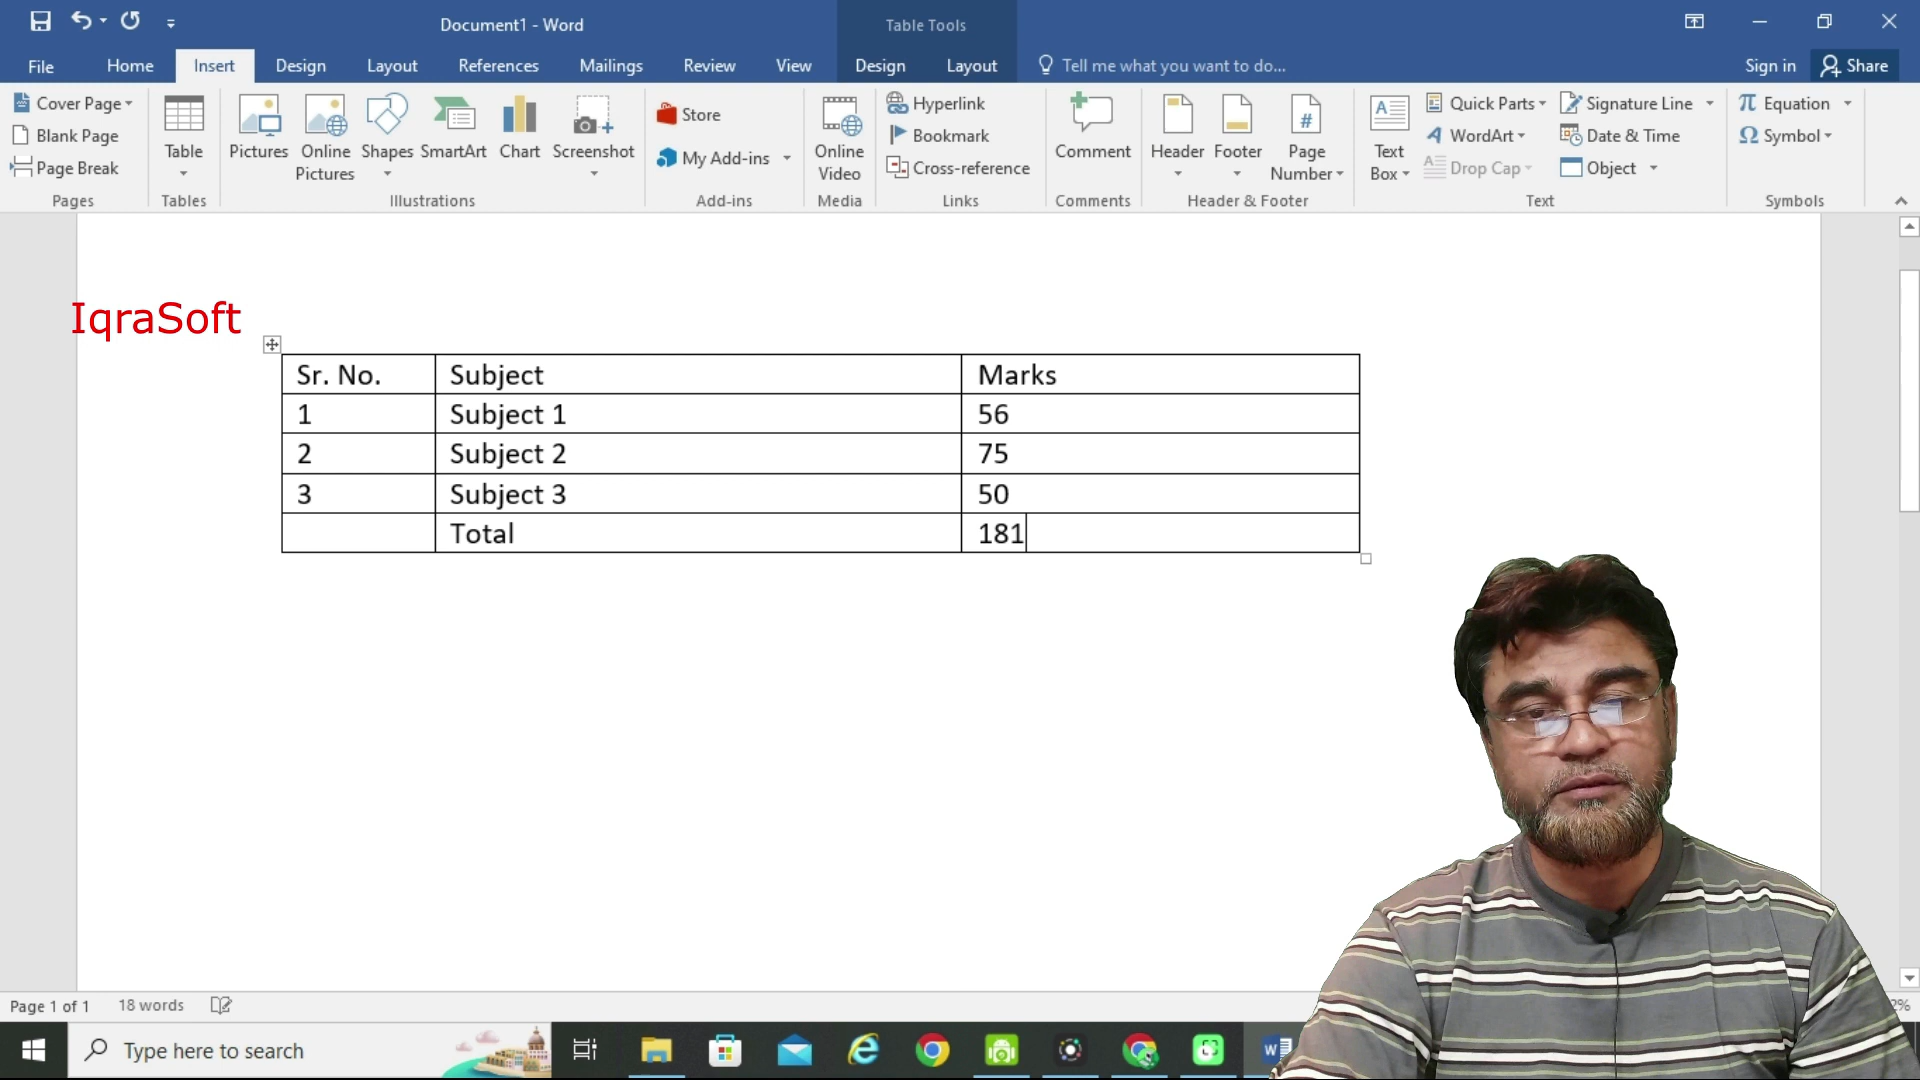 Document1 - Word
Table Tools
File Home Insert Design Layout References Mailings Review View Design Layout Tell me what you want to do... Sign in Share
Cover Page
Blank Page
Page Break
Pages
Table
Tables
Pictures
Online Pictures
Shapes
SmartArt
Chart
Screenshot
Illustrations
Store
My Add-ins
Add-ins
Online Video
Media
Hyperlink
Bookmark
Cross-reference
Links
Comment
Comments
Header
Footer
Page Number
Header & Footer
Text Box
Quick Parts
WordArt
Drop Cap
Signature Line
Date & Time
Object
Text
Equation
Symbol
Symbols
IqraSoft
Sr. No. Subject Marks
1 Subject 1 56
2 Subject 2 75
3 Subject 3 50
Total 181
Page 1 of 1 18 words
Type here to search